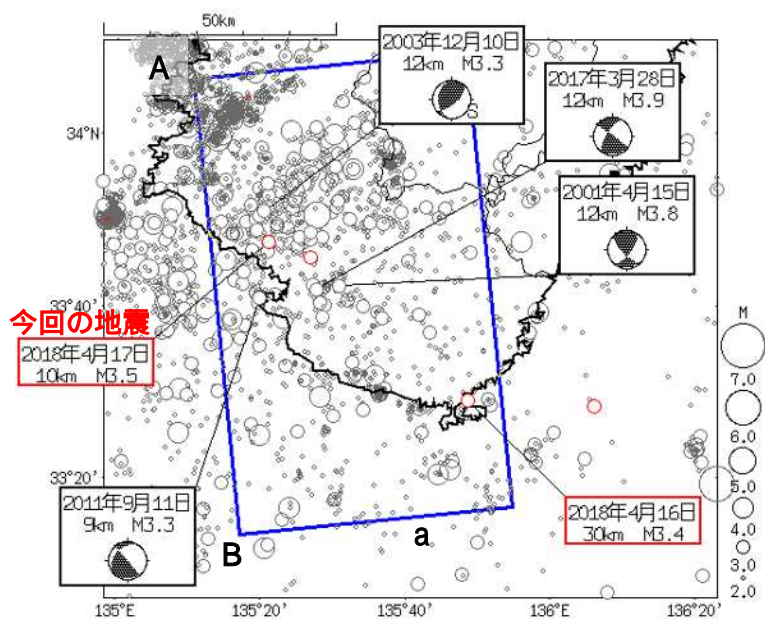 50km
A
2003年12月10日
12km M3.3
2017年3月28日
12km M3.9
34°N
2001年4月15日
12km M3.8
33°40'
今回の地震
2018年4月17日
10km M3.5
M
7.0
6.0
5.0
4.0
3.0
2.0
33°20'
2011年9月11日
9km M3.3
2018年4月16日
30km M3.4
B
a
135°E
135°20'
135°40'
136°E
136°20'